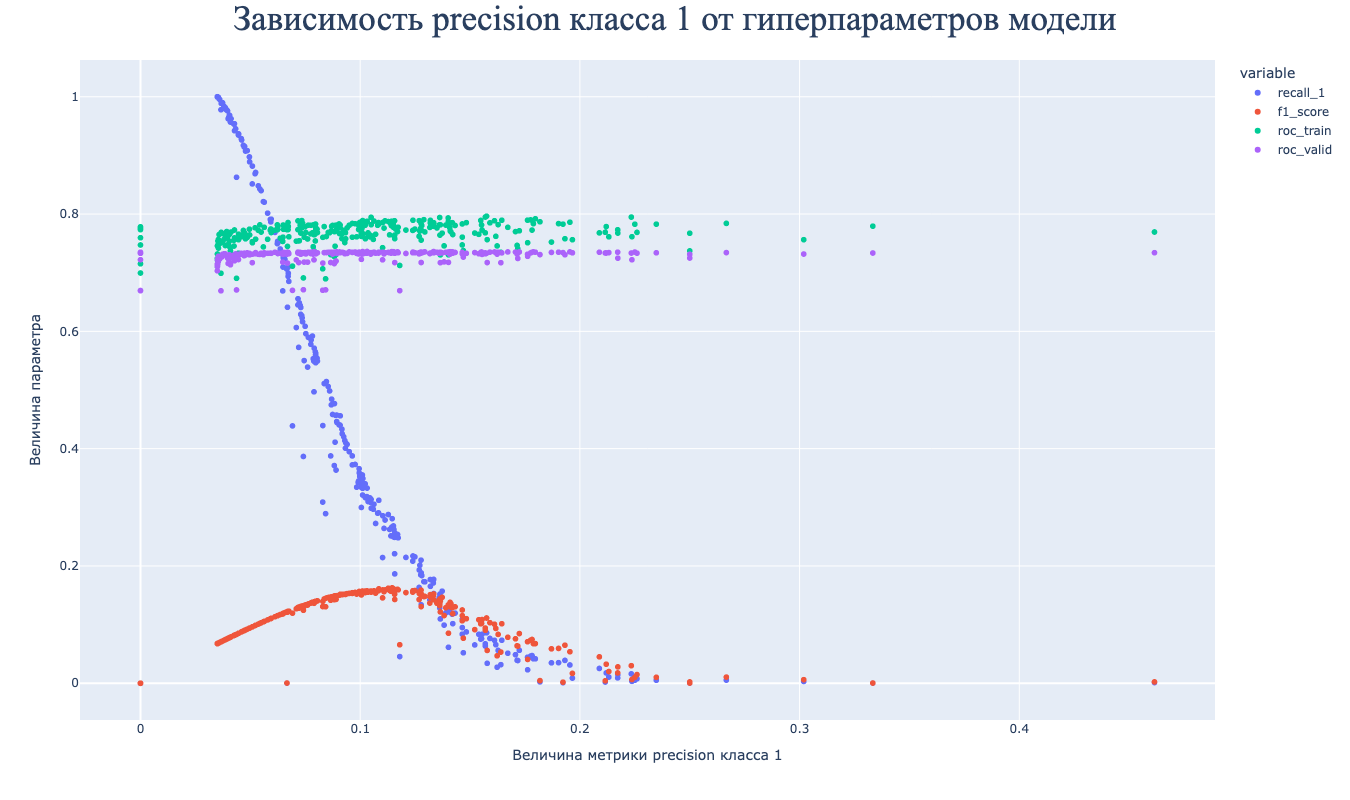 Зависимость precision класса 1 от гиперпараметров модели
variable
recall_1
f1_score
roc_train
roc_valid
Величина параметра
1
0.8
0.6
0.4
0.2
0
0 0.1 0.2 0.3 0.4
Величина метрики precision класса 1